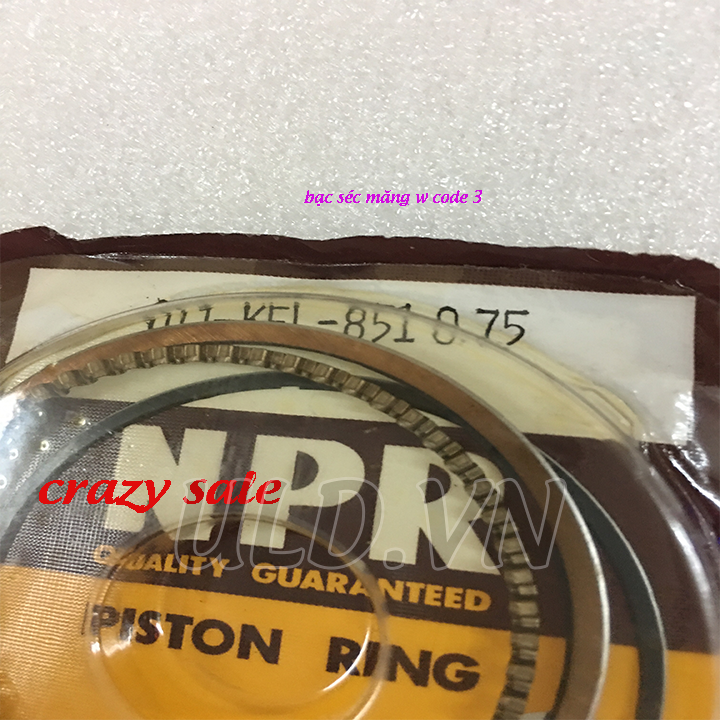 bạc séc măng w code 3
KFL-851 0.75
crazy sale
NPR
ULD.VN
QUALITY GUARANTEED
PISTON RING